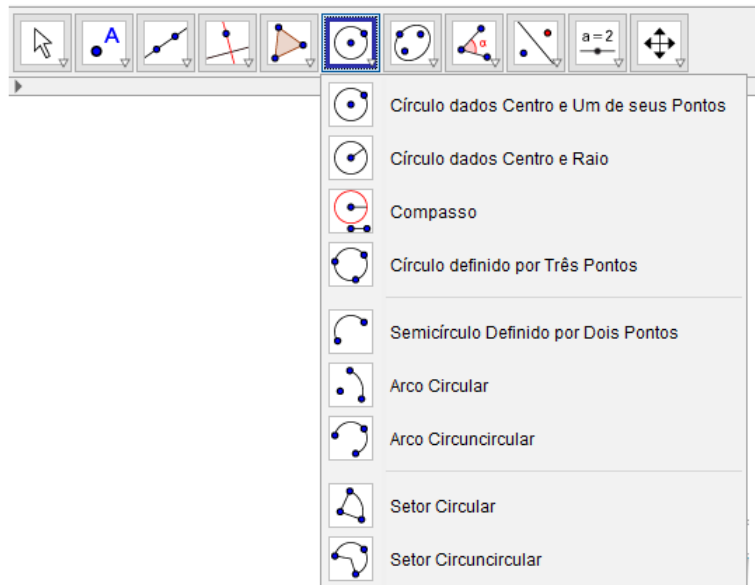 A
α
a=2
Círculo dados Centro e Um de seus Pontos
Círculo dados Centro e Raio
Compasso
Círculo definido por Três Pontos
Semicírculo Definido por Dois Pontos
Arco Circular
Arco Circuncircular
Setor Circular
Setor Circuncircular